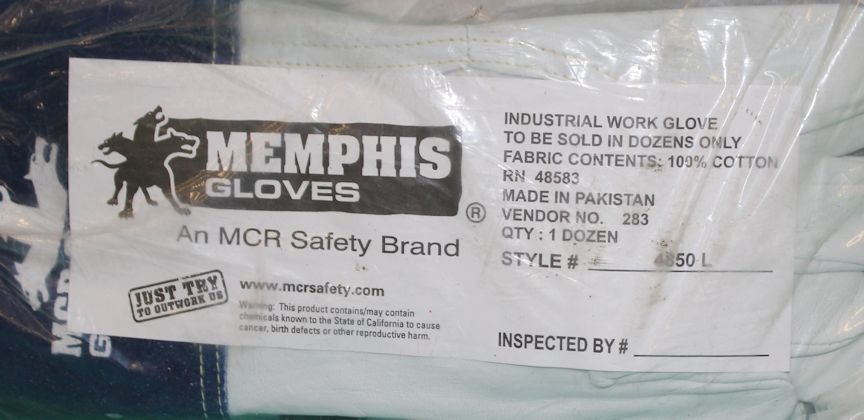 MEMPHIS
GLOVES
®
An MCR Safety Brand
JUST TRY
TO OUTWORK US
www.mcrsafety.com
Warning: This product contains/may contain
chemicals known to the State of California to cause
cancer, birth defects or other reproductive harm.
INDUSTRIAL WORK GLOVE
TO BE SOLD IN DOZENS ONLY
FABRIC CONTENTS: 100% COTTON
RN 48583
MADE IN PAKISTAN
VENDOR NO. 283
QTY : 1 DOZEN
STYLE # 4850 L
INSPECTED BY #
MCR
G